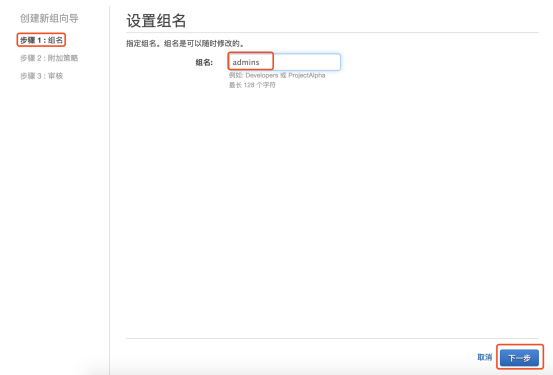 创建新组向导
步骤 1 : 组名
步骤 2 : 附加策略
步骤 3 : 审核
设置组名
指定组名。组名是可以随时修改的。
组名: admins
例如: Developers 或 ProjectAlpha
最长 128 个字符
取消 下一步